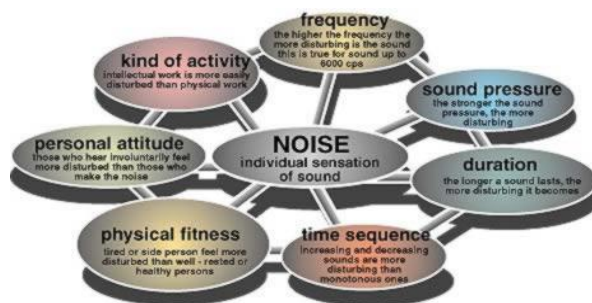 frequency
the higher the frequency the
more disturbing is the sound
this is true for sound up to
6000 cps
kind of activity
intellectual work is more easily
disturbed than physical work
sound pressure
the stronger the sound
pressure, the more
disturbing
personal attitude
those who hear involuntarily feel
more disturbed than those who
make the noise
NOISE
individual sensation
of sound
duration
the longer a sound lasts, the
more disturbing it becomes
physical fitness
tired or side person feel more
disturbed than well - rested or
healthy persons
time sequence
increasing and decreasing
sounds are more
disturbing than
monotonous ones